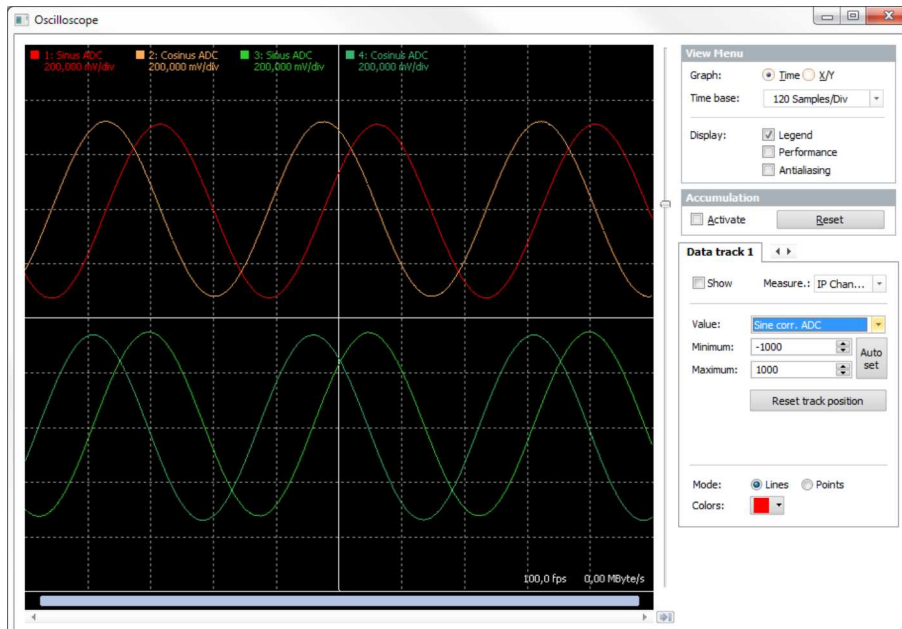 Oscilloscope
1: Sinus ADC
200,000 mV/div
2: Cosinus ADC
200,000 mV/div
3: Sinus ADC
200,000 mV/div
4: Cosinus ADC
200,000 mV/div
100,0 fps 0,00 MByte/s
View Menu
Graph: Time X/Y
Time base: 120 Samples/Div
Display: Legend
Performance
Antialiasing
Accumulation
Activate Reset
Data track 1
Show Measure.: IP Chan...
Value: Sine corr. ADC
Minimum: -1000
Maximum: 1000
Auto
set
Reset track position
Mode: Lines Points
Colors: